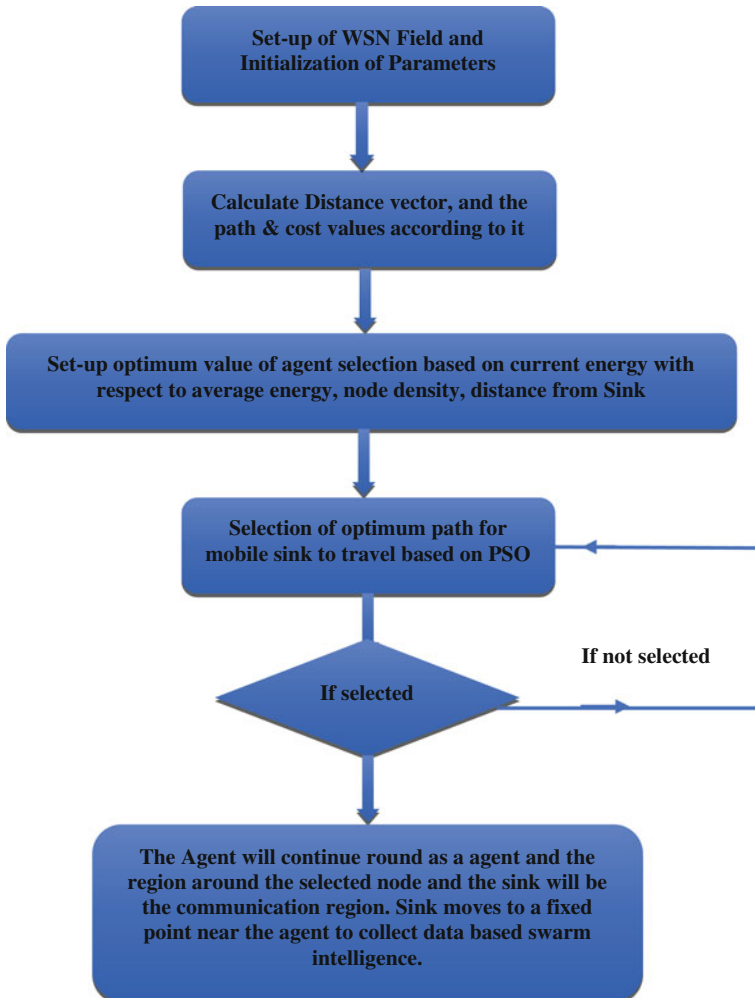 Set-up of WSN Field and
Initialization of Parameters
Calculate Distance vector, and the
path & cost values according to it
Set-up optimum value of agent selection based on current energy with
respect to average energy, node density, distance from Sink
Selection of optimum path for
mobile sink to travel based on PSO
If not selected
If selected
The Agent will continue round as a agent and the
region around the selected node and the sink will be
the communication region. Sink moves to a fixed
point near the agent to collect data based swarm
intelligence.